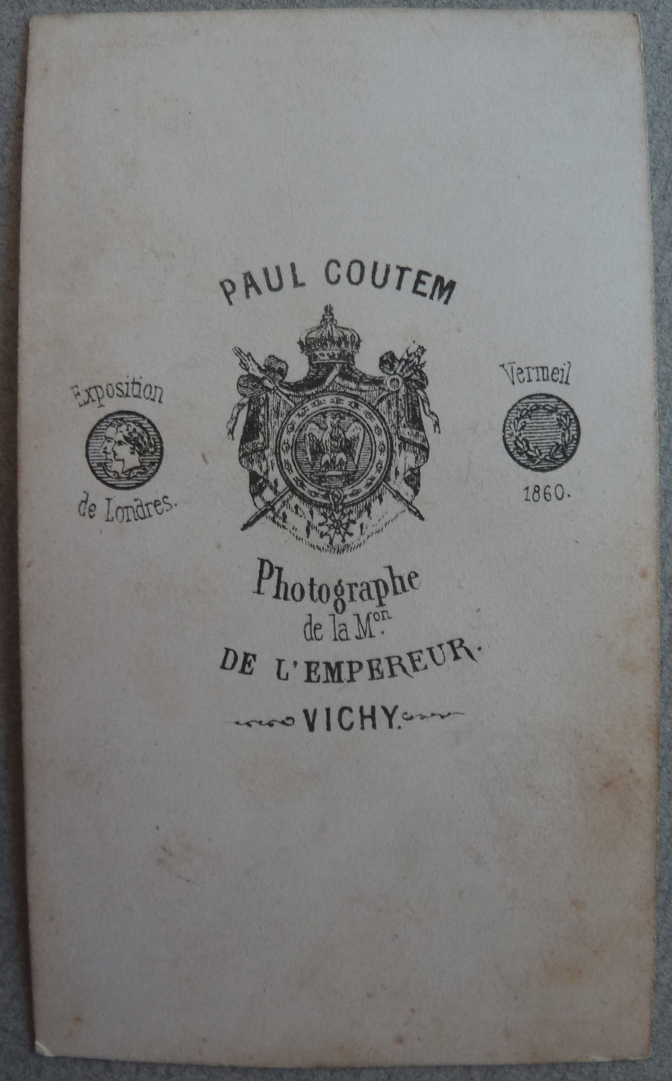 PAUL COUTEM
Exposition
de Londres.
Vermeil
1860.
Photographe
de la Mon.
DE L'EMPEREUR.
VICHY.